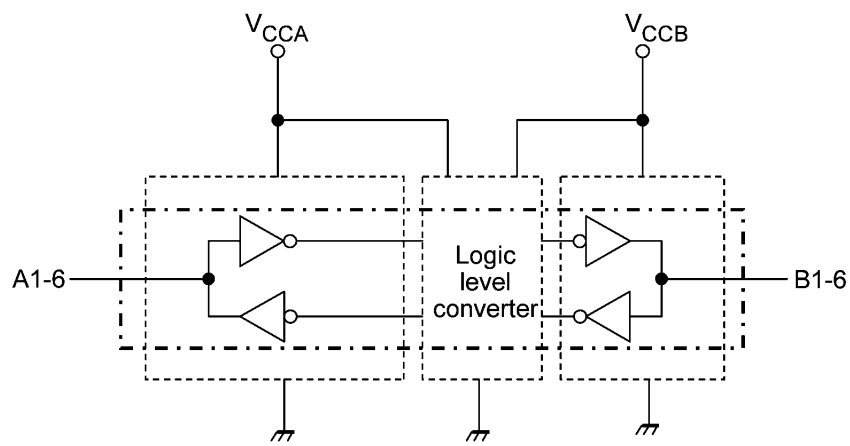 VCCA
VCCB
A1-6
Logic
level
converter
B1-6